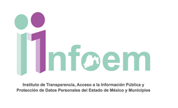 infoem
Instituto de Transparencia, Acceso a la Información Pública y
Protección de Datos Personales del Estado de México y Municipios